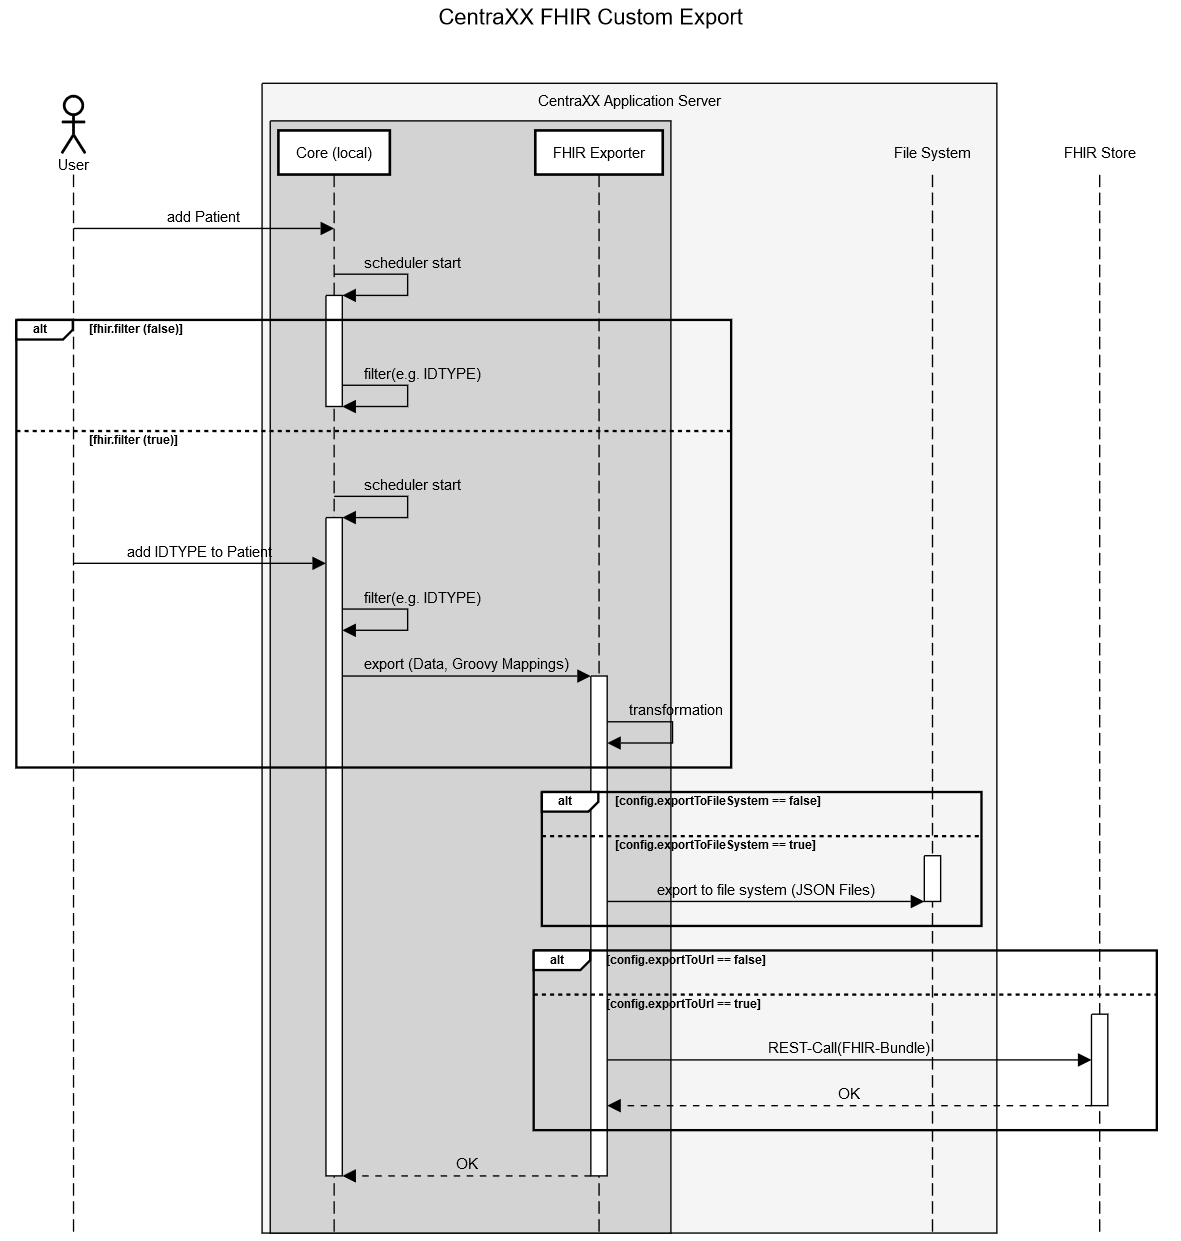 CentraXX FHIR Custom Export
CentraXX Application Server
User
Core (local)
FHIR Exporter
File System
FHIR Store
add Patient
scheduler start
alt
[fhir.filter (false)]
filter(e.g. IDTYPE)
[fhir.filter (true)]
scheduler start
add IDTYPE to Patient
filter(e.g. IDTYPE)
export (Data, Groovy Mappings)
transformation
alt
[config.exportToFileSystem == false]
[config.exportToFileSystem == true]
export to file system (JSON Files)
alt
[config.exportToUrl == false]
[config.exportToUrl == true]
REST-Call(FHIR-Bundle)
OK
OK